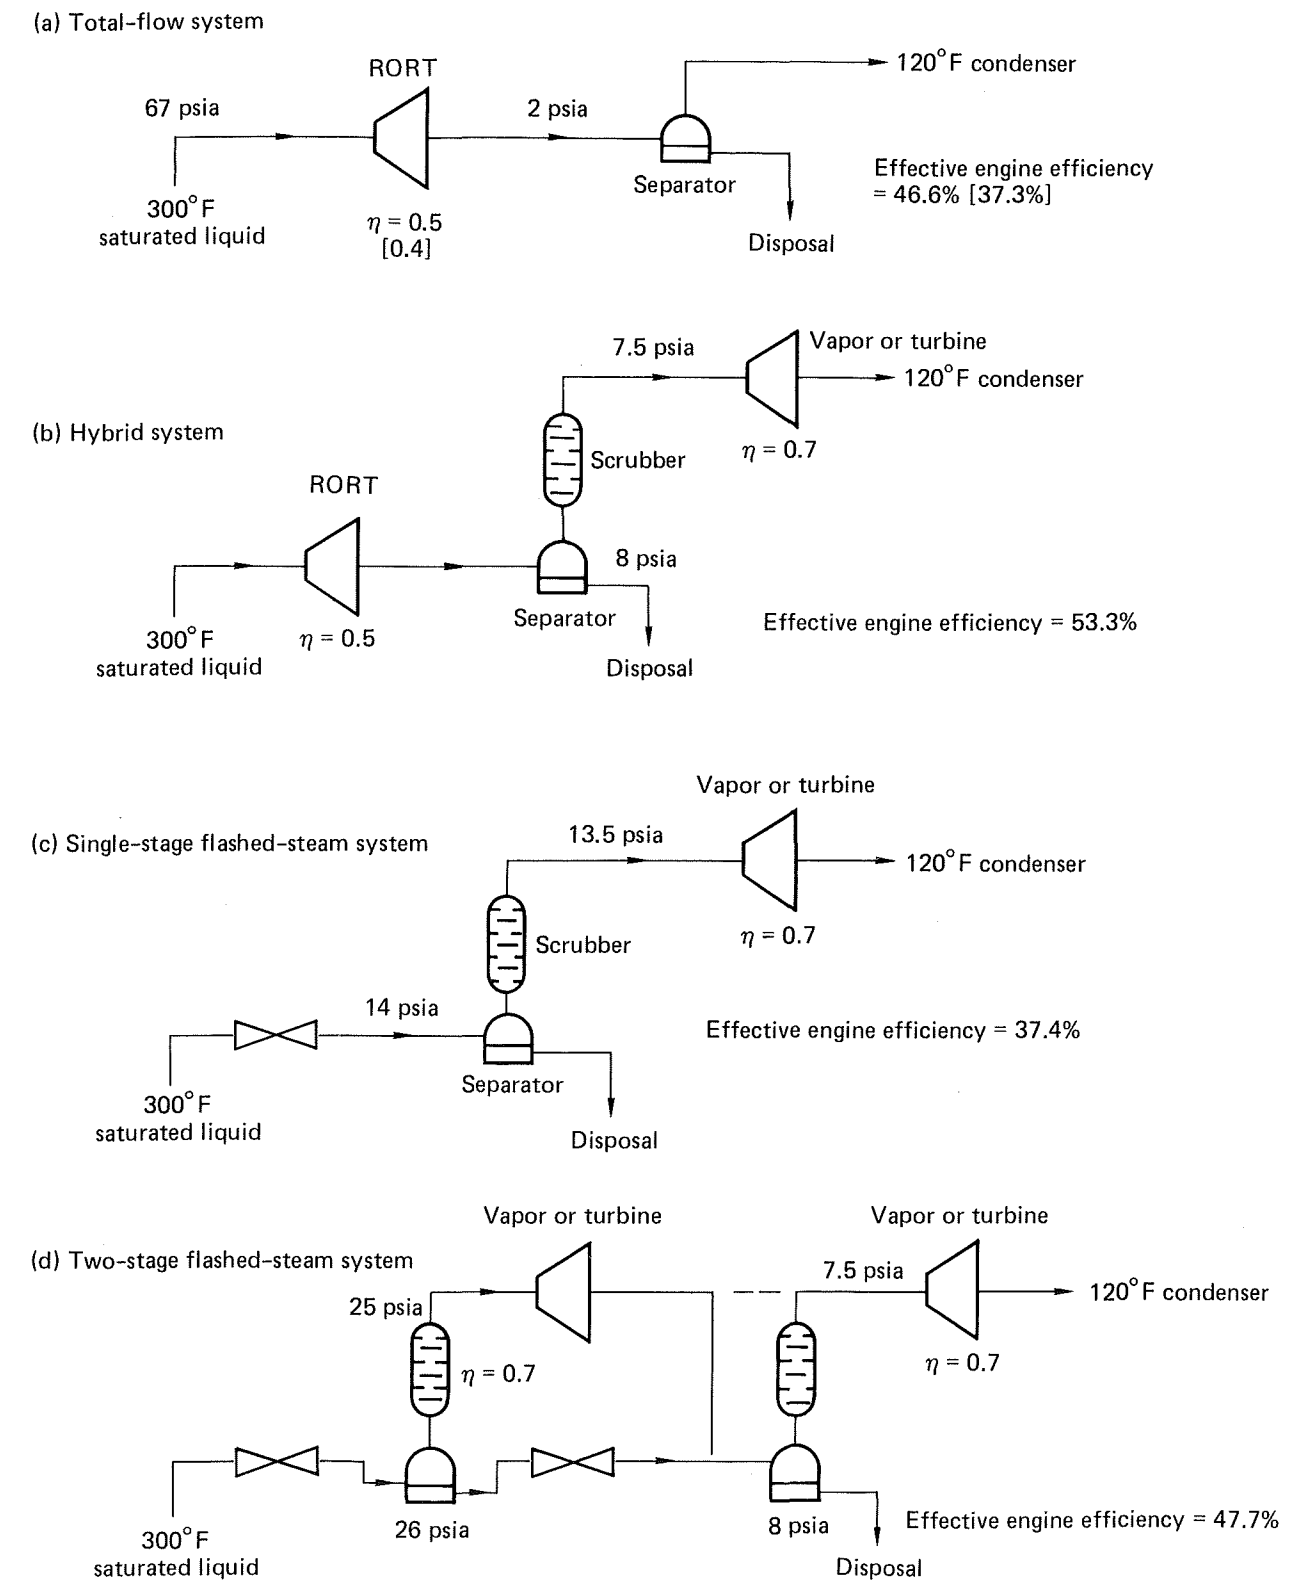 (a) Total-flow system
RORT
67 psia
2 psia
120°F condenser
Separator
Effective engine efficiency
= 46.6% [37.3%]
300°F
saturated liquid
η = 0.5
[0.4]
Disposal
Vapor or turbine
7.5 psia
120°F condenser
(b) Hybrid system
η = 0.7
Scrubber
RORT
8 psia
Separator
Effective engine efficiency = 53.3%
300°F
saturated liquid
η = 0.5
Disposal
Vapor or turbine
13.5 psia
(c) Single-stage flashed-steam system
120°F condenser
η = 0.7
Scrubber
14 psia
Effective engine efficiency = 37.4%
Separator
300°F
saturated liquid
Disposal
Vapor or turbine
Vapor or turbine
(d) Two-stage flashed-steam system
7.5 psia
120°F condenser
25 psia
η = 0.7
η = 0.7
26 psia
8 psia
Effective engine efficiency = 47.7%
300°F
saturated liquid
Disposal